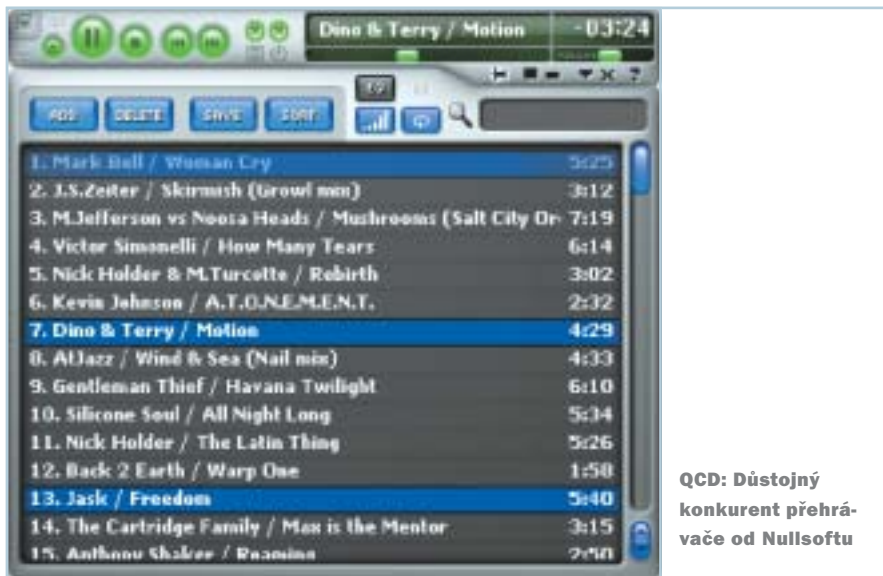 Dino & Terry / Motion -03:24
ADD DELETE SAVE SORT
1. Mark Bell / Woman Cry 5:25
2. J.S.Zeiter / Skirmish (Growl mix) 3:12
3. M.Jefferson vs Noosa Heads / Mushrooms (Salt City Or 7:19
4. Victor Simonelli / How Many Tears 6:14
5. Nick Holder & M.Turcotte / Rebirth 3:02
6. Kevin Johnson / A.T.O.N.E.M.E.N.T. 2:32
7. Dino & Terry / Motion 4:29
8. AtJazz / Wind & Sea (Nail mix) 4:33
9. Gentleman Thief / Havana Twilight 6:10
10. Silicone Soul / All Night Long 5:34
11. Nick Holder / The Latin Thing 5:26
12. Back 2 Earth / Warp One 1:58
13. Jask / Freedom 5:40
14. The Cartridge Family / Max is the Mentor 3:15
15. Anthony Shaker / Roaming 2:50
QCD: Důstojný
konkurent přehrá-
vače od Nullsoftu